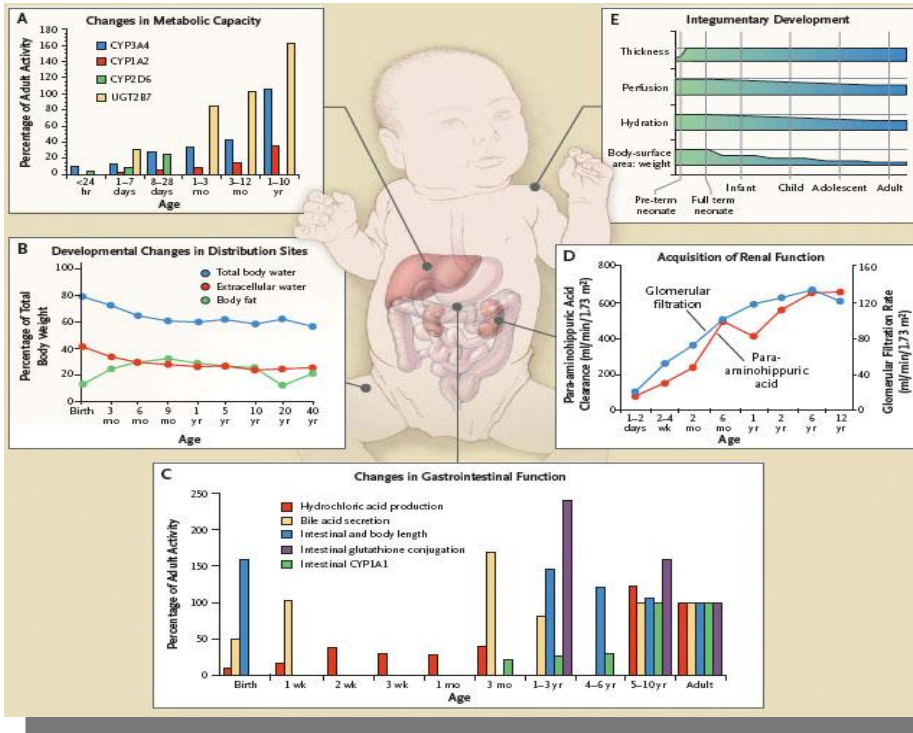 A
Changes in Metabolic Capacity
180
160
140
120
100
80
60
40
20
0
Percentage of Adult Activity
CYP3A4
CYP1A2
CYP2D6
UGT2B7
<24 hr
1–7 days
8–28 days
1–3 mo
3–12 mo
1–10 yr
Age
E
Integumentary Development
Thickness
Perfusion
Hydration
Body-surface
area: weight
Infant Child Adolescent Adult
Pre-term
neonate
Full term
neonate
B
Developmental Changes in Distribution Sites
100
80
60
40
20
0
Percentage of Total
Body Weight
Total body water
Extracellular water
Body fat
Birth
3 mo
6 mo
9 mo
1 yr
5 yr
10 yr
20 yr
40 yr
Age
D
Acquisition of Renal Function
800
600
400
200
0
Para-aminohippuric Acid
Clearance (ml/min/1.73 m²)
Glomerular
filtration
Para-
aminohippuric
acid
160
120
80
40
0
Glomerular Filtration Rate
(ml/min/1.73 m²)
1–2 days
2–4 wk
2 mo
6 mo
1 yr
2 yr
6 yr
12 yr
Age
C
Changes in Gastrointestinal Function
250
200
150
100
50
0
Percentage of Adult Activity
Hydrochloric acid production
Bile acid secretion
Intestinal and body length
Intestinal glutathione conjugation
Intestinal CYP1A1
Birth 1 wk 2 wk 3 wk 1 mo 3 mo 1–3 yr 4–6 yr 5–10 yr Adult
Age